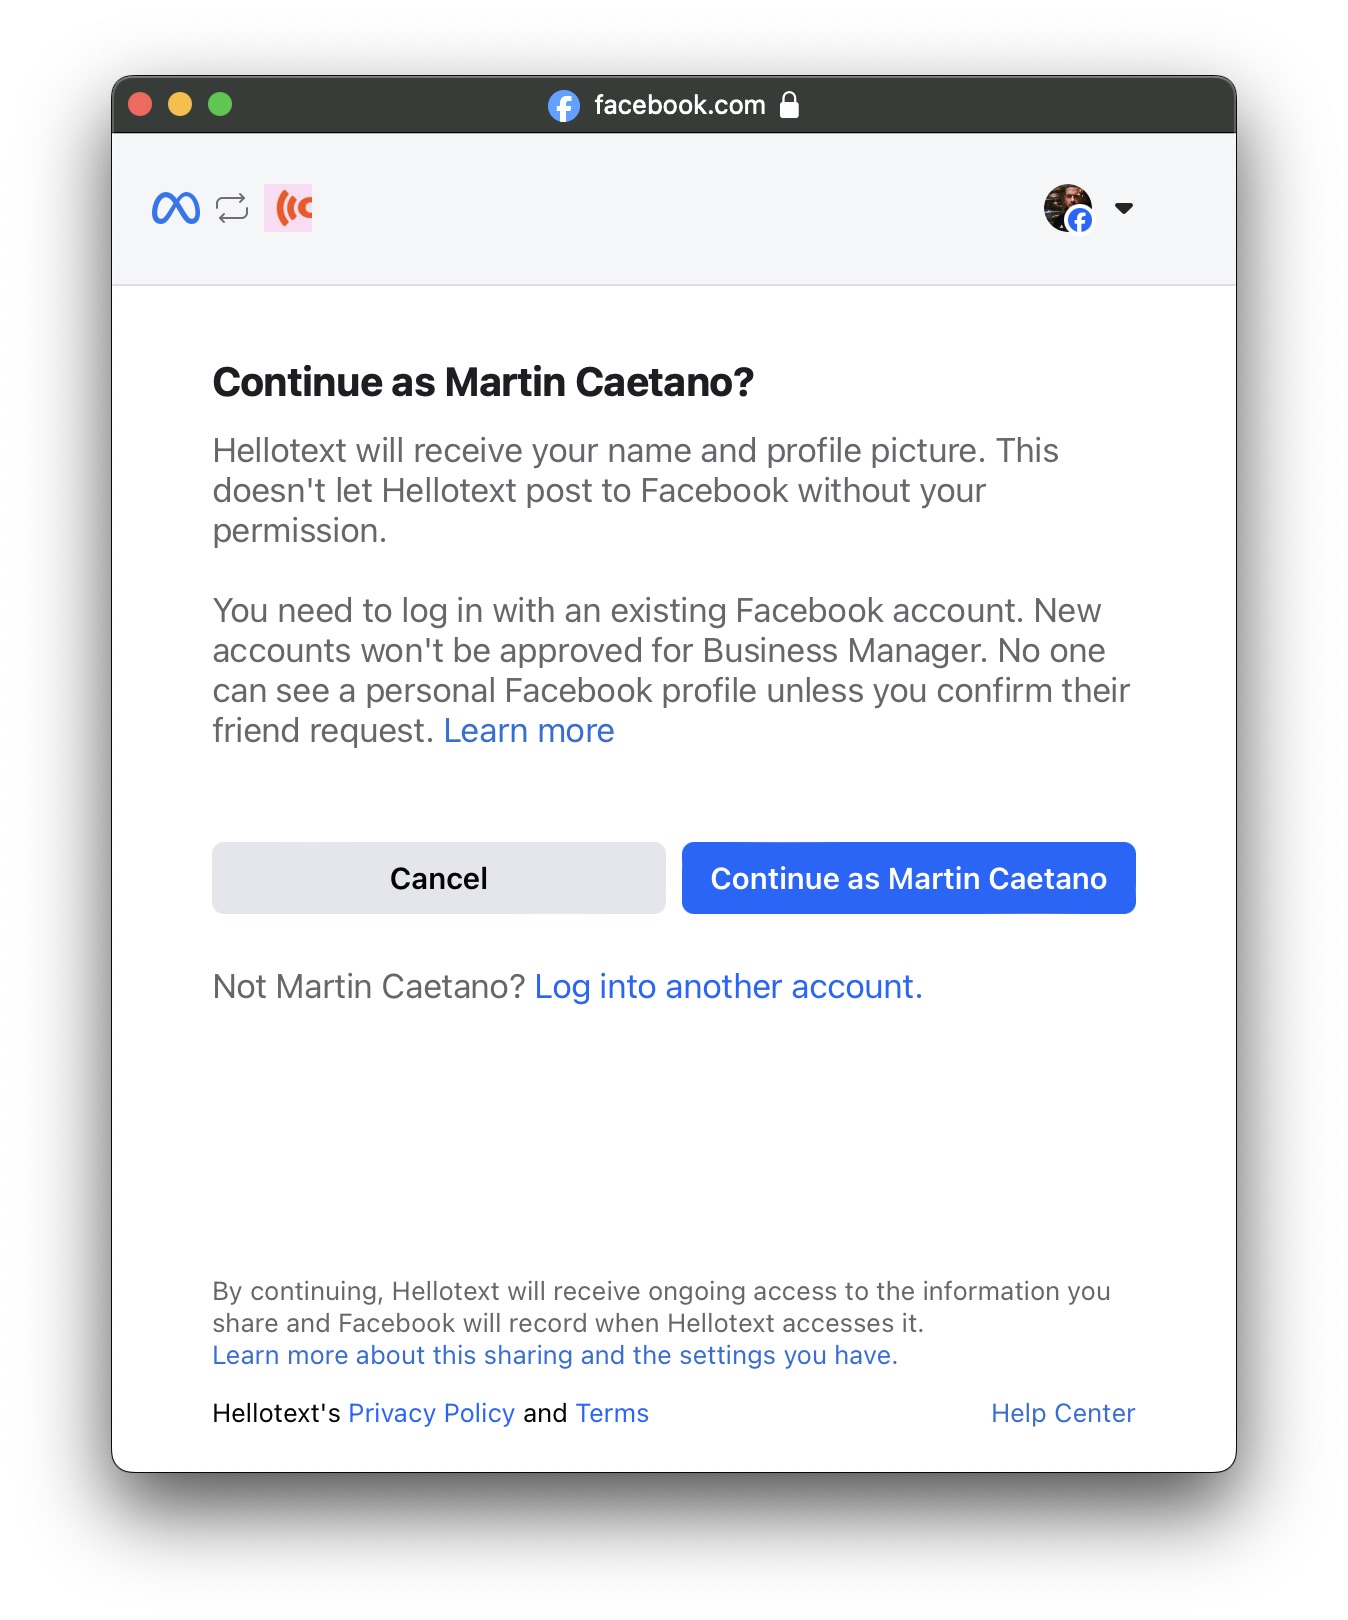 facebook.com
Continue as Martin Caetano?
Hellotext will receive your name and profile picture. This
doesn't let Hellotext post to Facebook without your
permission.
You need to log in with an existing Facebook account. New
accounts won't be approved for Business Manager. No one
can see a personal Facebook profile unless you confirm their
friend request. Learn more
Cancel
Continue as Martin Caetano
Not Martin Caetano? Log into another account.
By continuing, Hellotext will receive ongoing access to the information you
share and Facebook will record when Hellotext accesses it.
Learn more about this sharing and the settings you have.
Hellotext's Privacy Policy and Terms
Help Center